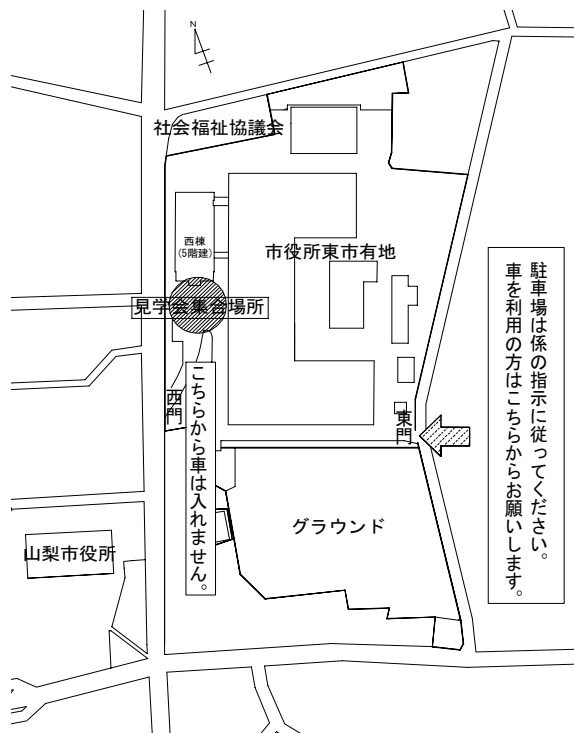 N
社会福祉協議会
西棟
(5階建)
市役所東市有地
見学会集合場所
西門
こちらから車は入れません。
東門
車を利用の方はこちらからお願いします。
駐車場は係の指示に従ってください。
グラウンド
山梨市役所